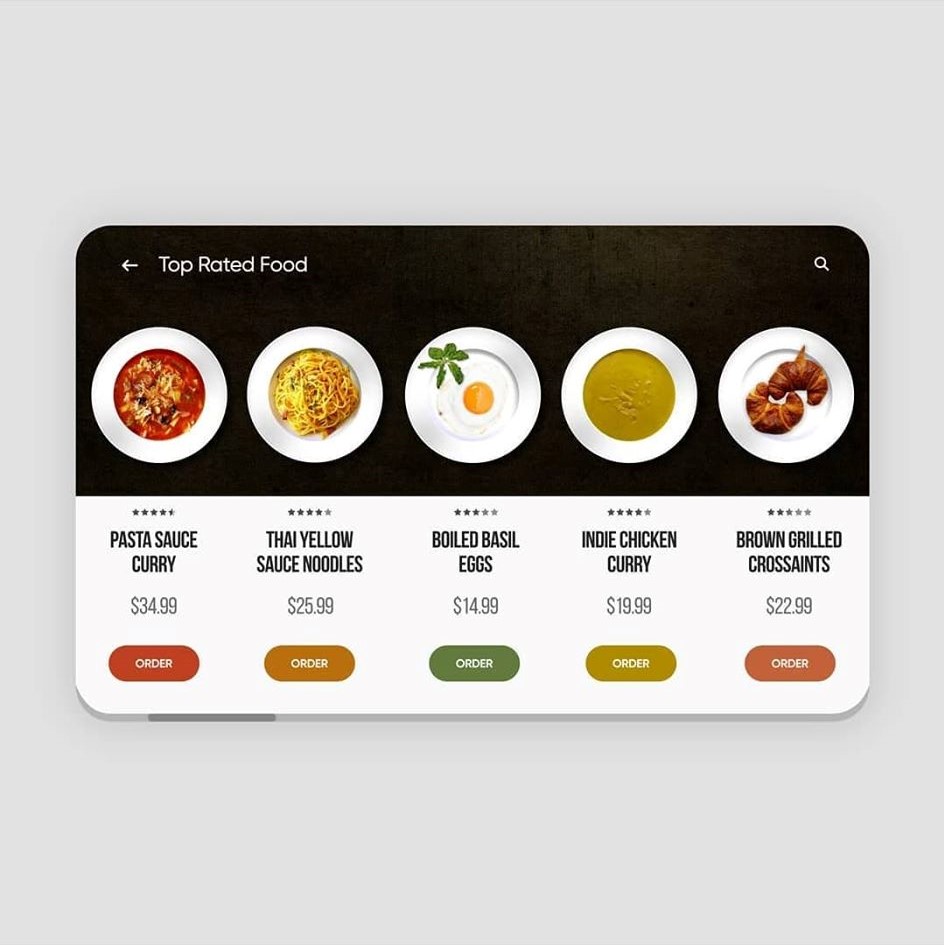 Top Rated Food
PASTA SAUCE
CURRY
$34.99
ORDER
THAI YELLOW
SAUCE NOODLES
$25.99
ORDER
BOILED BASIL
EGGS
$14.99
ORDER
INDIE CHICKEN
CURRY
$19.99
ORDER
BROWN GRILLED
CROSSAINTS
$22.99
ORDER